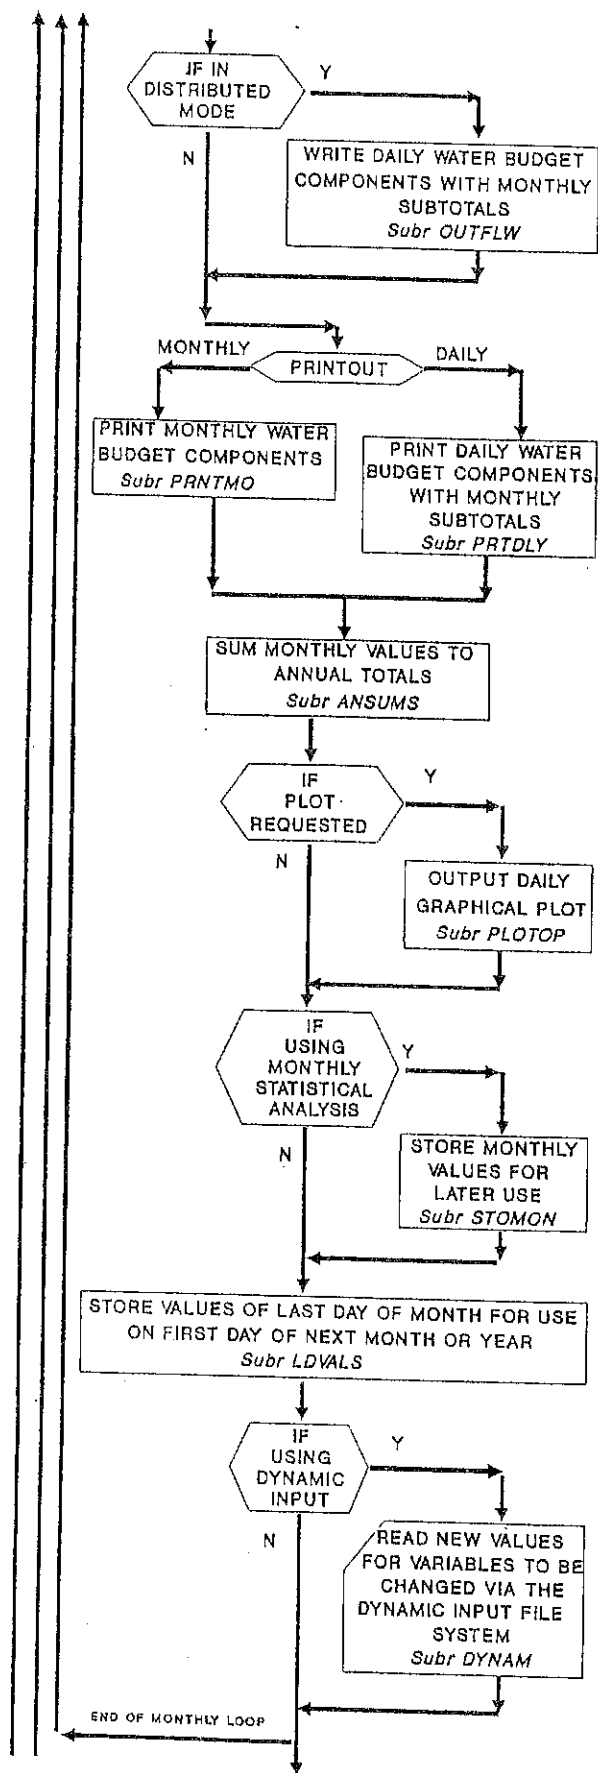 IF IN
DISTRIBUTED
MODE
Y
N
WRITE DAILY WATER BUDGET
COMPONENTS WITH MONTHLY
SUBTOTALS
Subr OUTFLW
MONTHLY
PRINTOUT
DAILY
PRINT MONTHLY WATER
BUDGET COMPONENTS
Subr PRNTMO
PRINT DAILY WATER
BUDGET COMPONENTS
WITH MONTHLY
SUBTOTALS
Subr PRTDLY
SUM MONTHLY VALUES TO
ANNUAL TOTALS
Subr ANSUMS
IF
PLOT
REQUESTED
Y
N
OUTPUT DAILY
GRAPHICAL PLOT
Subr PLOTOP
IF
USING
MONTHLY
STATISTICAL
ANALYSIS
Y
N
STORE MONTHLY
VALUES FOR
LATER USE
Subr STOMON
STORE VALUES OF LAST DAY OF MONTH FOR USE
ON FIRST DAY OF NEXT MONTH OR YEAR
Subr LDVALS
IF
USING
DYNAMIC
INPUT
Y
N
READ NEW VALUES
FOR VARIABLES TO BE
CHANGED VIA THE
DYNAMIC INPUT FILE
SYSTEM
Subr DYNAM
END OF MONTHLY LOOP